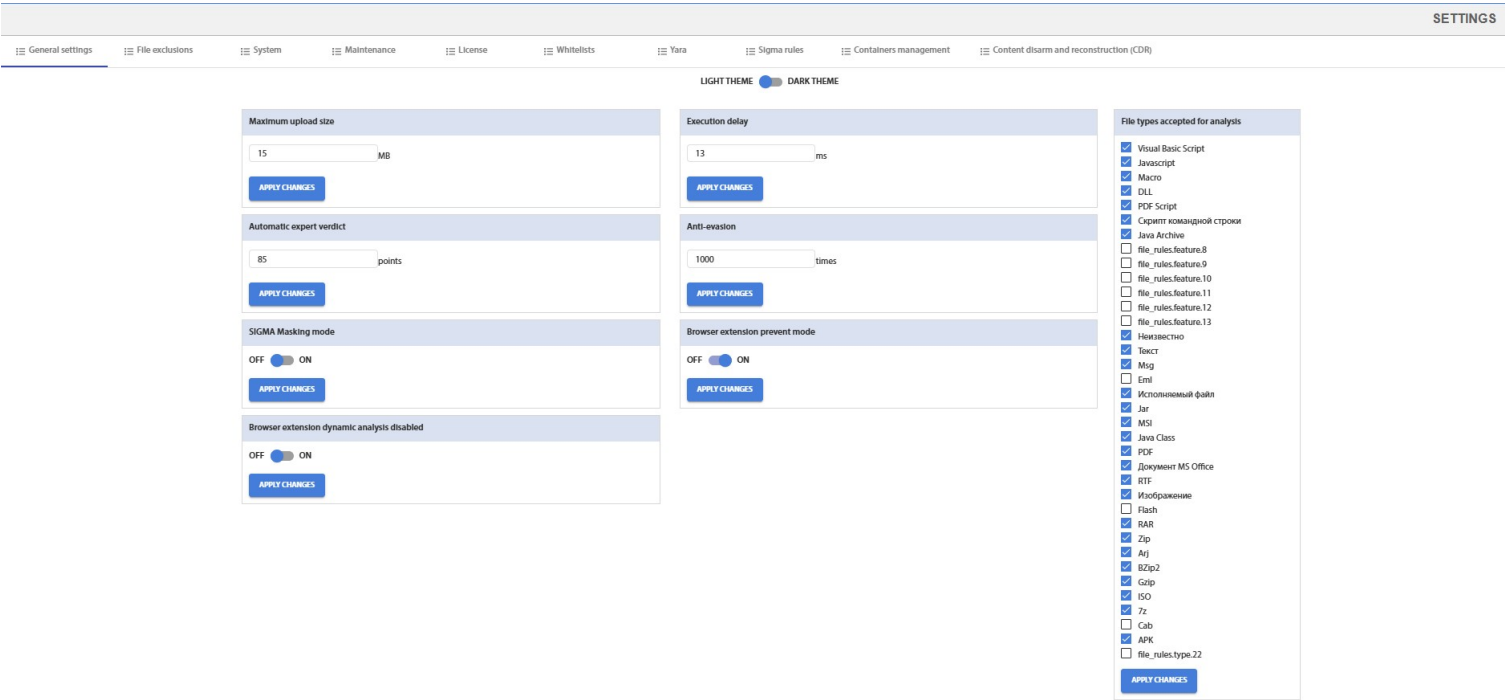 SETTINGS
General settings
File exclusions
System
Maintenance
License
Whitelists
Yara
Sigma rules
Containers management
Content disarm and reconstruction (CDR)
LIGHT THEME DARK THEME
Maximum upload size
15 MB
APPLY CHANGES
Execution delay
13 ms
APPLY CHANGES
Automatic expert verdict
85 points
APPLY CHANGES
Anti-evasion
1000 times
APPLY CHANGES
SIGMA Masking mode
OFF ON
APPLY CHANGES
Browser extension prevent mode
OFF ON
APPLY CHANGES
Browser extension dynamic analysis disabled
OFF ON
APPLY CHANGES
File types accepted for analysis
Visual Basic Script
Javascript
Macro
DLL
PDF Script
Скрипт командной строки
Java Archive
file_rules.feature.8
file_rules.feature.9
file_rules.feature.10
file_rules.feature.11
file_rules.feature.12
file_rules.feature.13
Неизвестно
Текст
Msg
Eml
Исполняемый файл
Jar
MSI
Java Class
PDF
Документ MS Office
RTF
Изображение
Flash
RAR
Zip
Arj
BZip2
Gzip
ISO
7z
Cab
APK
file_rules.type.22
APPLY CHANGES